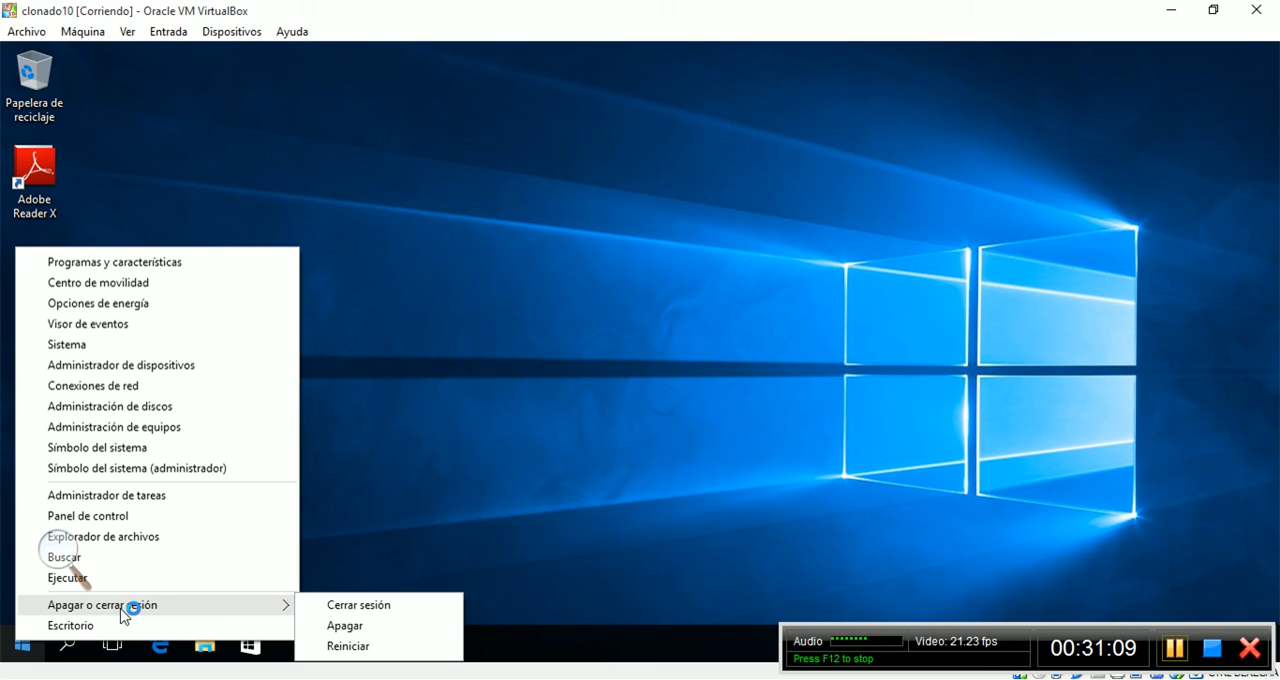 clonado10 [Corriendo] - Oracle VM VirtualBox
Archivo Máquina Ver Entrada Dispositivos Ayuda
Papelera de
reciclaje
Adobe
Reader X
Programas y características
Centro de movilidad
Opciones de energía
Visor de eventos
Sistema
Administrador de dispositivos
Conexiones de red
Administración de discos
Administración de equipos
Símbolo del sistema
Símbolo del sistema (administrador)
Administrador de tareas
Panel de control
Explorador de archivos
Buscar
Ejecutar
Apagar o cerrar sesión
Escritorio
Cerrar sesión
Apagar
Reiniciar
Audio
Video: 21.23 fps
Press F12 to stop
00:31:09